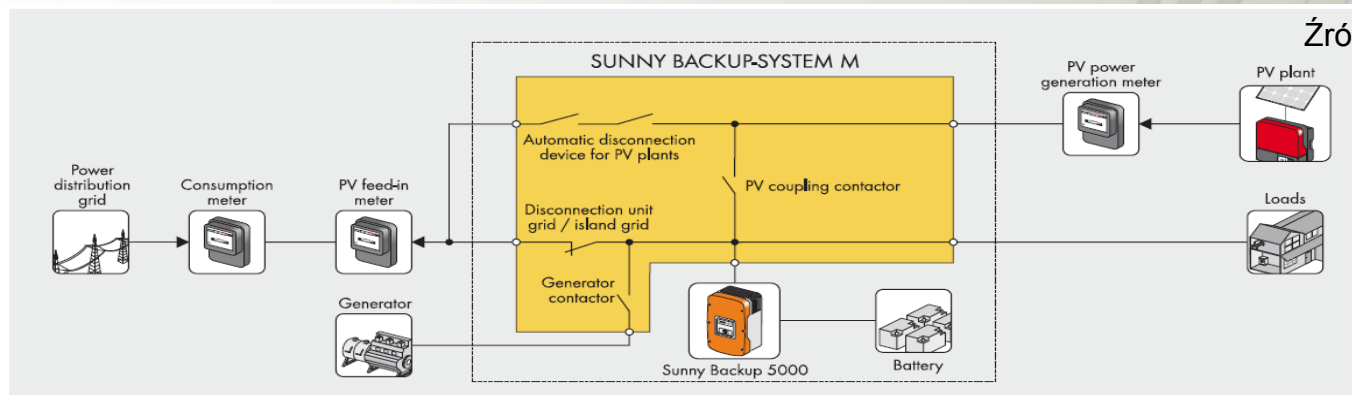 Źró
SUNNY BACKUP-SYSTEM M
PV power
generation meter
PV plant
Automatic disconnection
device for PV plants
Power
distribution
grid
Consumption
meter
PV feed-in
meter
PV coupling contactor
Loads
Disconnection unit
grid / island grid
Generator
contactor
Generator
Sunny Backup 5000
Battery